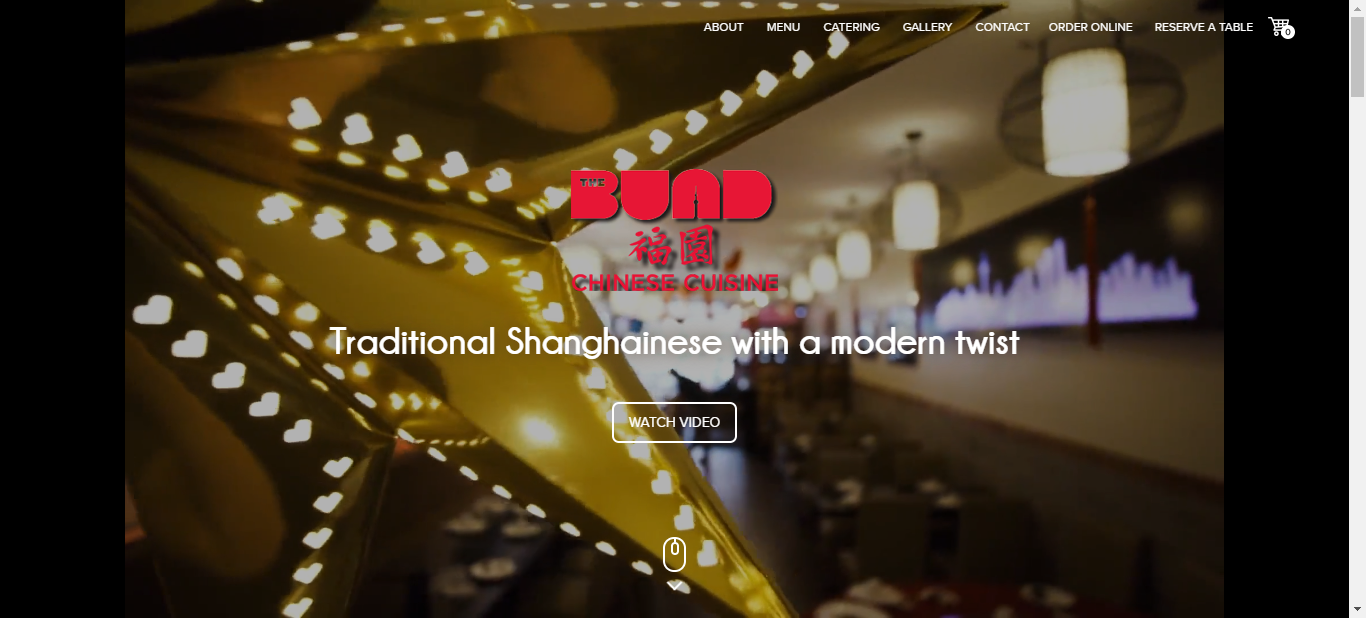 ABOUT MENU CATERING GALLERY CONTACT ORDER ONLINE RESERVE A TABLE 0
THE BUND
福園
CHINESE CUISINE
Traditional Shanghainese with a modern twist
WATCH VIDEO